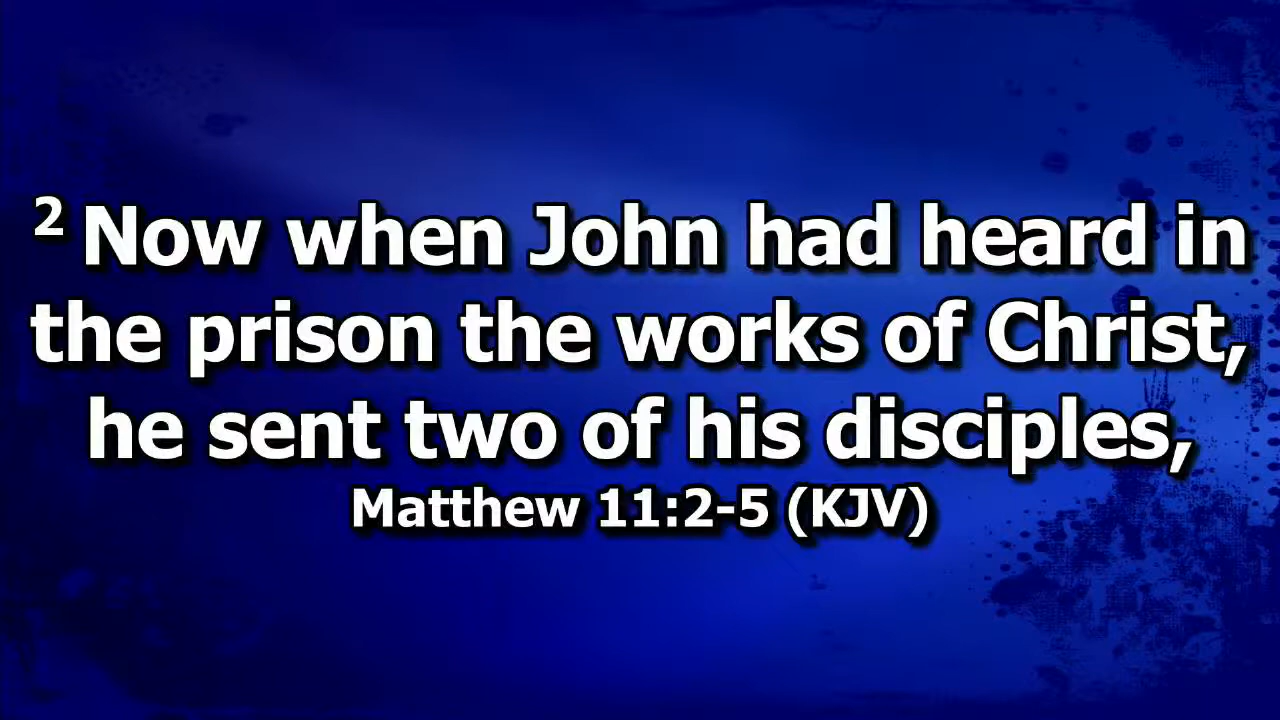 2 Now when John had heard in
the prison the works of Christ,
he sent two of his disciples,
Matthew 11:2-5 (KJV)